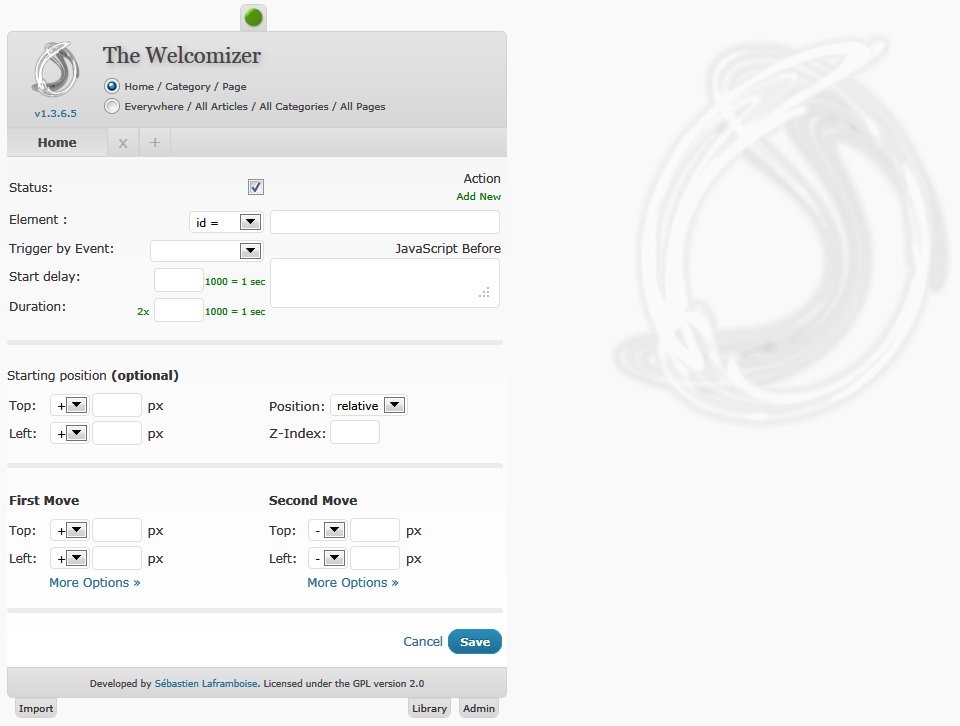 The Welcomizer
Home / Category / Page
Everywhere / All Articles / All Categories / All Pages
v1.3.6.5
Home x +
Status: Action
Add New
Element : id =
Trigger by Event: JavaScript Before
Start delay: 1000 = 1 sec
Duration: 2x 1000 = 1 sec
Starting position (optional)
Top: + px Position: relative
Left: + px Z-Index:
First Move Second Move
Top: + px Top: - px
Left: + px Left: - px
More Options » More Options »
Cancel Save
Developed by Sébastien Laframboise. Licensed under the GPL version 2.0
Import Library Admin